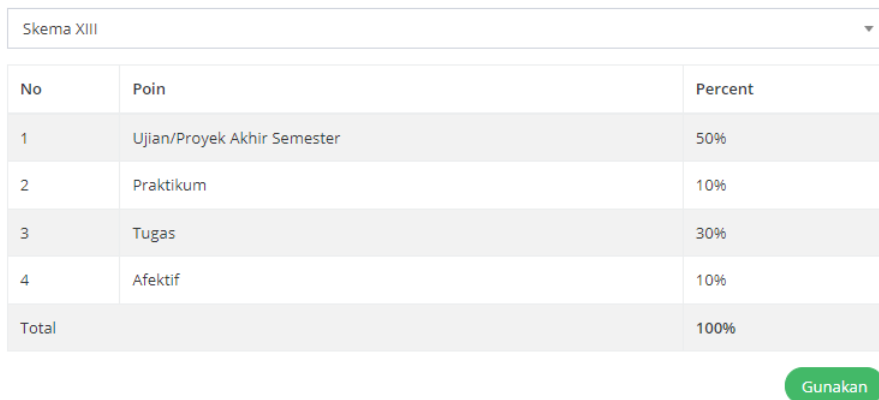 Skema XIII
No Poin Percent
1 Ujian/Proyek Akhir Semester 50%
2 Praktikum 10%
3 Tugas 30%
4 Afektif 10%
Total 100%
Gunakan